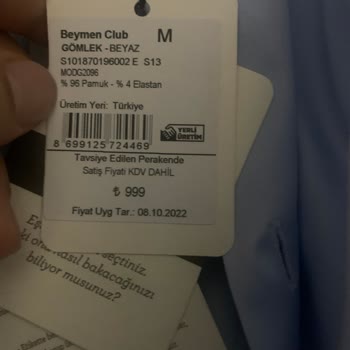 Beymen Club M
GÖMLEK - BEYAZ
S101870196002 E S13
MODG2096
% 96 Pamuk - % 4 Elastan
Üretim Yeri: Türkiye
YERLİ
ÜRETİM
8 699125 724469
Tavsiye Edilen Perakende
Satış Fiyatı KDV DAHİL
₺ 999
Fiyat Uyg Tar.: 08.10.2022
seçtiniz.
ki onu nasıl bakacağınızı
biliyor musunuz?